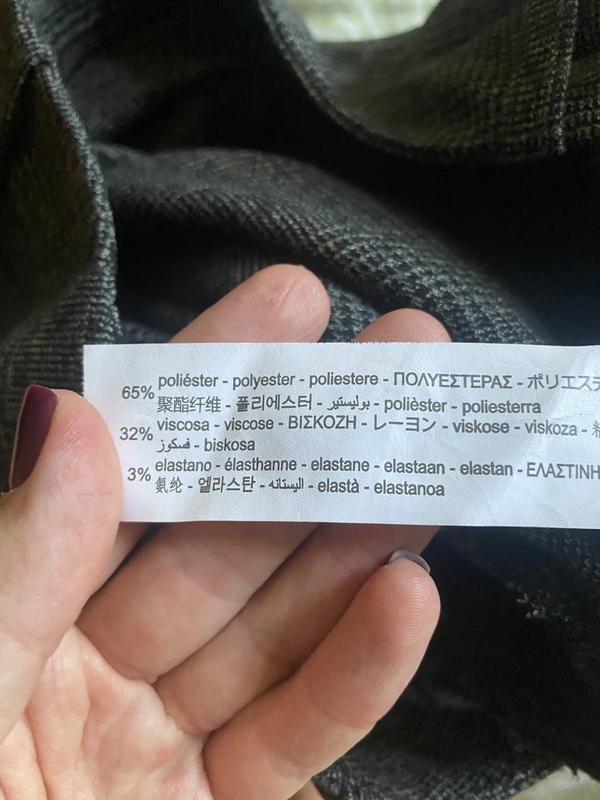 65% poliéster - polyester - poliestere - ΠΟΛΥΕΣΤΕΡΑΣ - ポリエステ
聚酯纤维 - 폴리에스터 - بوليستير - polièster - poliesterra
32% viscosa - viscose - ΒΙΣΚΟΖΗ - レーヨン - viskose - viskoza -
فسكوز - biskosa
3% elastano - élasthanne - elastane - elastaan - elastan - ΕΛΑΣΤΙΝΗ
氨纶 - 엘라스탄 - اليستانه - elastà - elastanoa